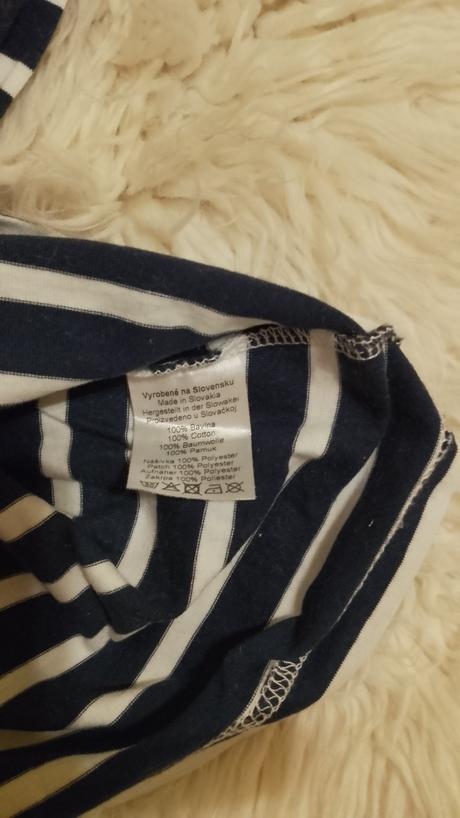 Vyrobené na Slovensku
Made in Slovakia
Hergestellt in der Slowakei
Proizvedeno u Slovačkoj
100% Bavlna
100% Cotton
100% Baumwolle
100% Pamuk
Nášivka 100% Polyester
Patch 100% Polyester
Aufnäher 100% Polyester
Zakrpa 100% Poliester